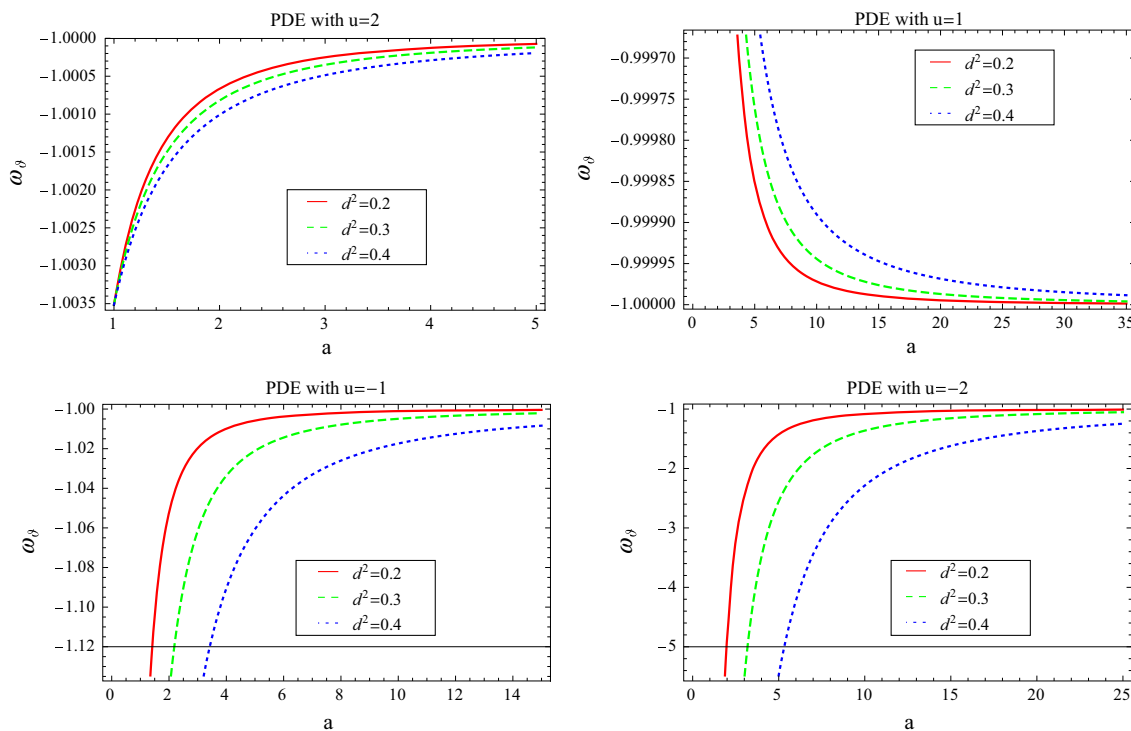 PDE with u=2
−1.0000
−1.0005
−1.0010
−1.0015
−1.0020
−1.0025
−1.0030
−1.0035
ω_ϑ
d²=0.2
d²=0.3
d²=0.4
1 2 3 4 5
a
PDE with u=1
−0.99970
−0.99975
−0.99980
−0.99985
−0.99990
−0.99995
−1.00000
ω_ϑ
d²=0.2
d²=0.3
d²=0.4
0 5 10 15 20 25 30 35
a
PDE with u=−1
−1.00
−1.02
−1.04
−1.06
−1.08
−1.10
−1.12
ω_ϑ
d²=0.2
d²=0.3
d²=0.4
0 2 4 6 8 10 12 14
a
PDE with u=−2
−1
−2
−3
−4
−5
ω_ϑ
d²=0.2
d²=0.3
d²=0.4
0 5 10 15 20 25
a